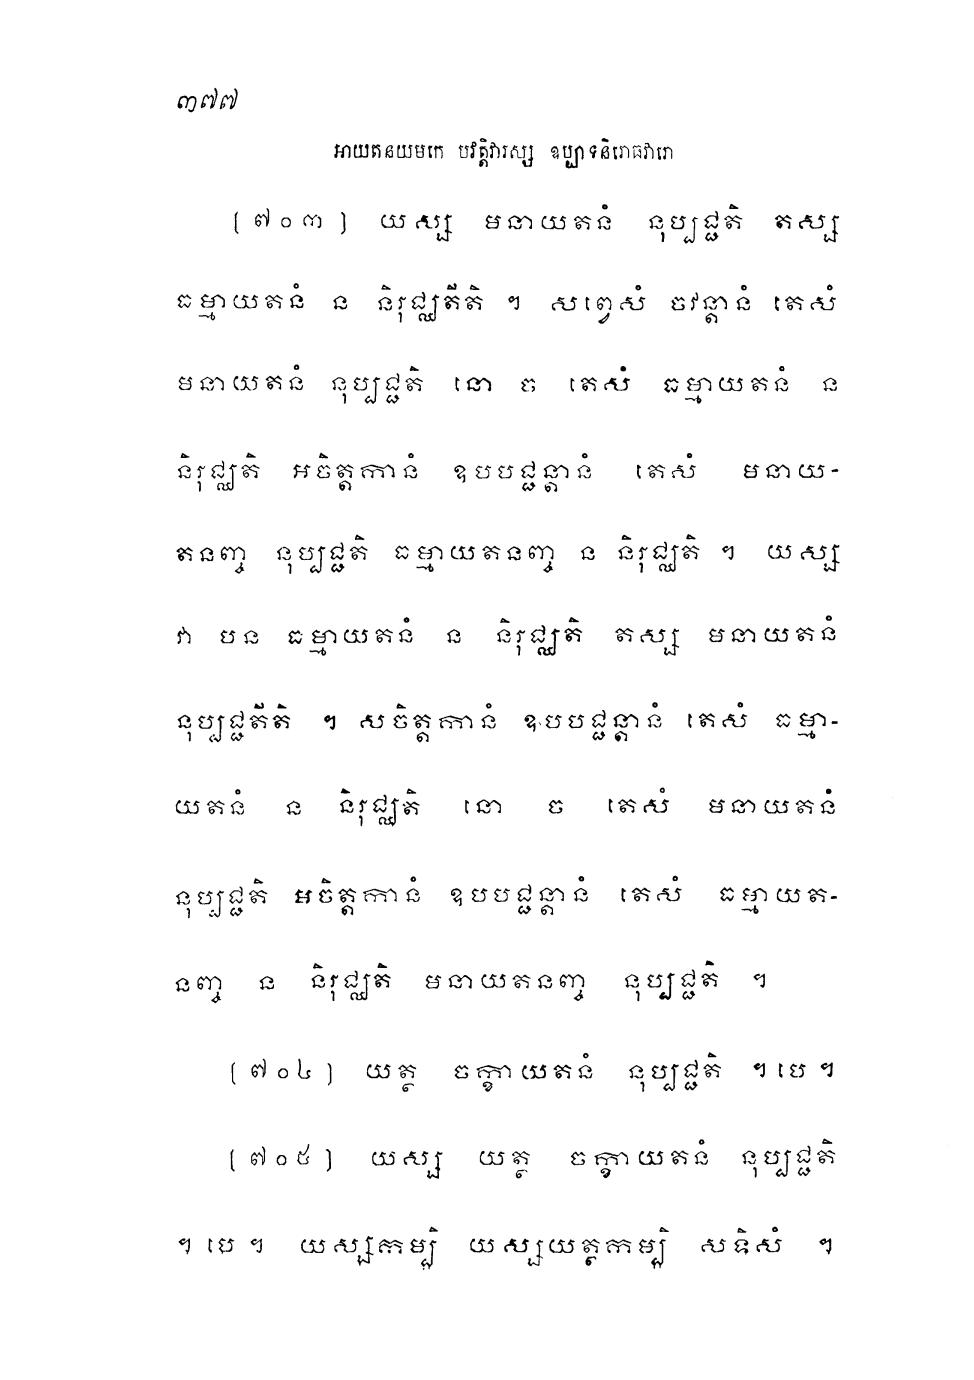 ៣៧៧
អាយតនយមកេ បវត្តិវារស្ស ឧប្បាទនិរោធវារោ
[៧០៣] យស្ស មនាយតនំ នុប្បជ្ជតិ តស្ស
ធម្មាយតនំ ន និរុជ្ឈតីតិ ។ សព្វេសំ ចវន្តានំ តេសំ
មនាយតនំ នុប្បជ្ជតិ នោ ច តេសំ ធម្មាយតនំ ន
និរុជ្ឈតិ អចិត្តកានំ ឧបបជ្ជន្តានំ តេសំ មនាយ-
តនញ្ច នុប្បជ្ជតិ ធម្មាយតនញ្ច ន និរុជ្ឈតិ ។ យស្ស
វា បន ធម្មាយតនំ ន និរុជ្ឈតិ តស្ស មនាយតនំ
នុប្បជ្ជតីតិ ។ សចិត្តកានំ ឧបបជ្ជន្តានំ តេសំ ធម្មា-
យតនំ ន និរុជ្ឈតិ នោ ច តេសំ មនាយតនំ
នុប្បជ្ជតិ អចិត្តកានំ ឧបបជ្ជន្តានំ តេសំ ធម្មាយត-
នញ្ច ន និរុជ្ឈតិ មនាយតនញ្ច នុប្បជ្ជតិ ។
[៧០៤] យត្ថ ចក្ខាយតនំ នុប្បជ្ជតិ ។បេ។
[៧០៥] យស្ស យត្ថ ចក្ខាយតនំ នុប្បជ្ជតិ
។បេ។ យស្សកម្បិ យស្សយត្ថកម្បិ សទិសំ ។